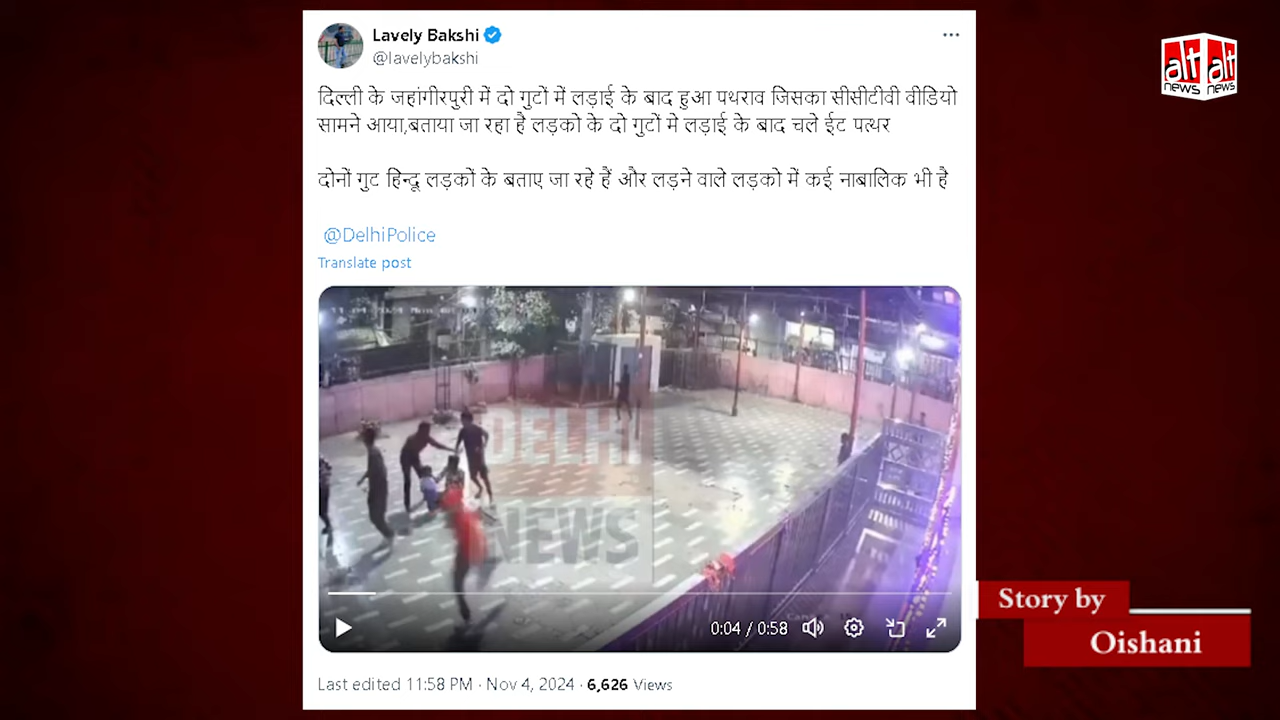 Lavely Bakshi
@lavelybakshi
दिल्ली के जहांगीरपुरी में दो गुटों में लड़ाई के बाद हुआ पथराव जिसका सीसीटीवी वीडियो
सामने आया,बताया जा रहा है लड़को के दो गुटों मे लड़ाई के बाद चले ईट पत्थर
दोनों गुट हिन्दू लड़कों के बताए जा रहे हैं और लड़ने वाले लड़को में कई नाबालिक भी है
@DelhiPolice
Translate post
DELHI
NEWS
0:04 / 0:58
Last edited 11:58 PM · Nov 4, 2024 · 6,626 Views
alt alt
news news
Story by
Oishani